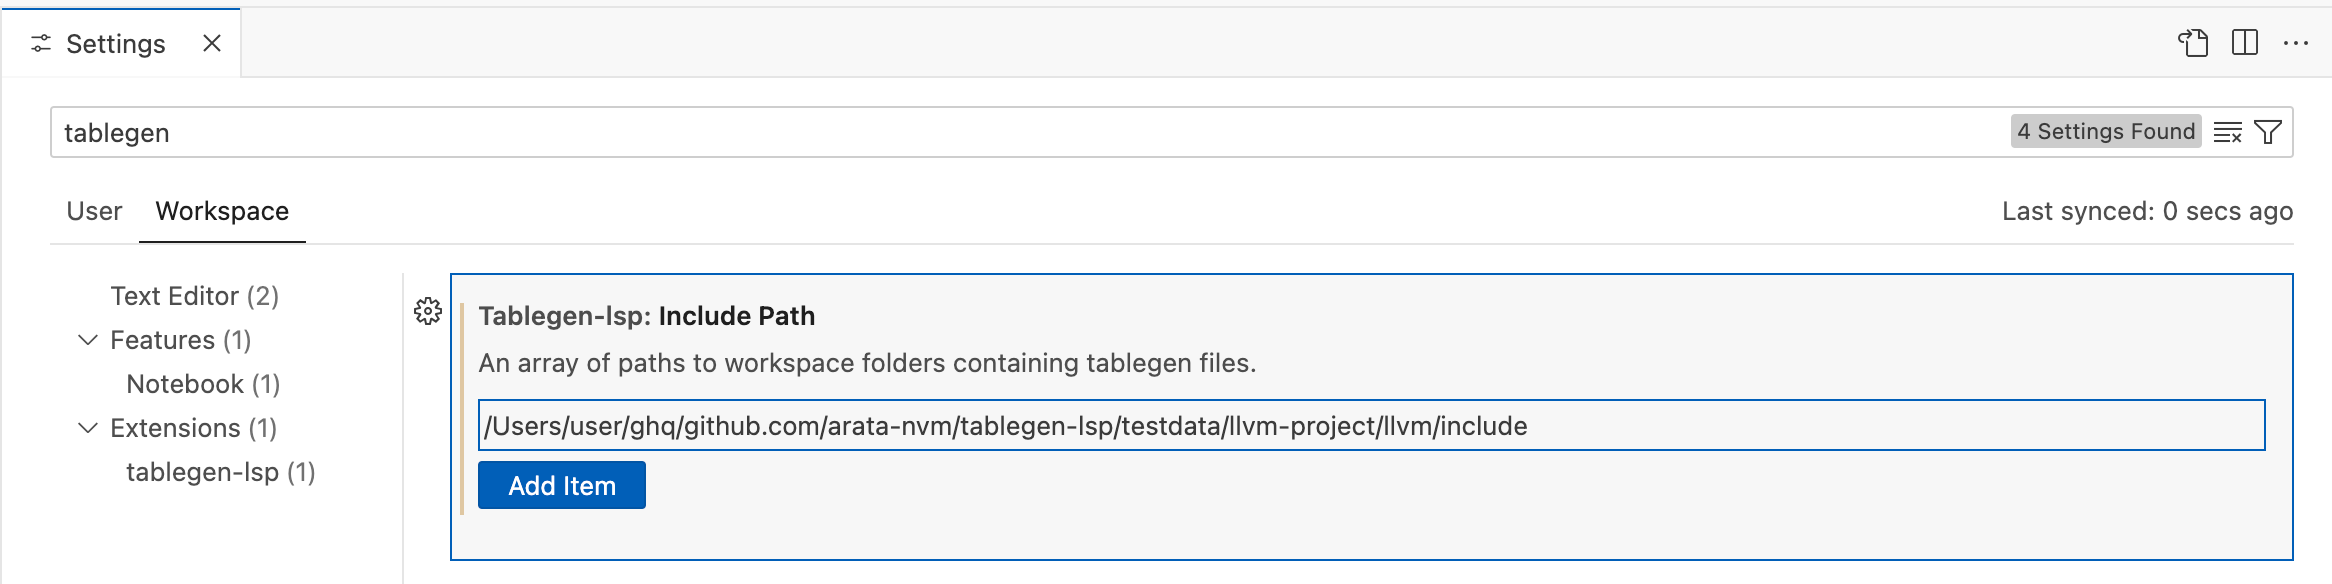 Settings
tablegen
4 Settings Found
User
Workspace
Last synced: 0 secs ago
Text Editor (2)
Features (1)
Notebook (1)
Extensions (1)
tablegen-lsp (1)
Tablegen-lsp: Include Path
An array of paths to workspace folders containing tablegen files.
/Users/user/ghq/github.com/arata-nvm/tablegen-lsp/testdata/llvm-project/llvm/include
Add Item